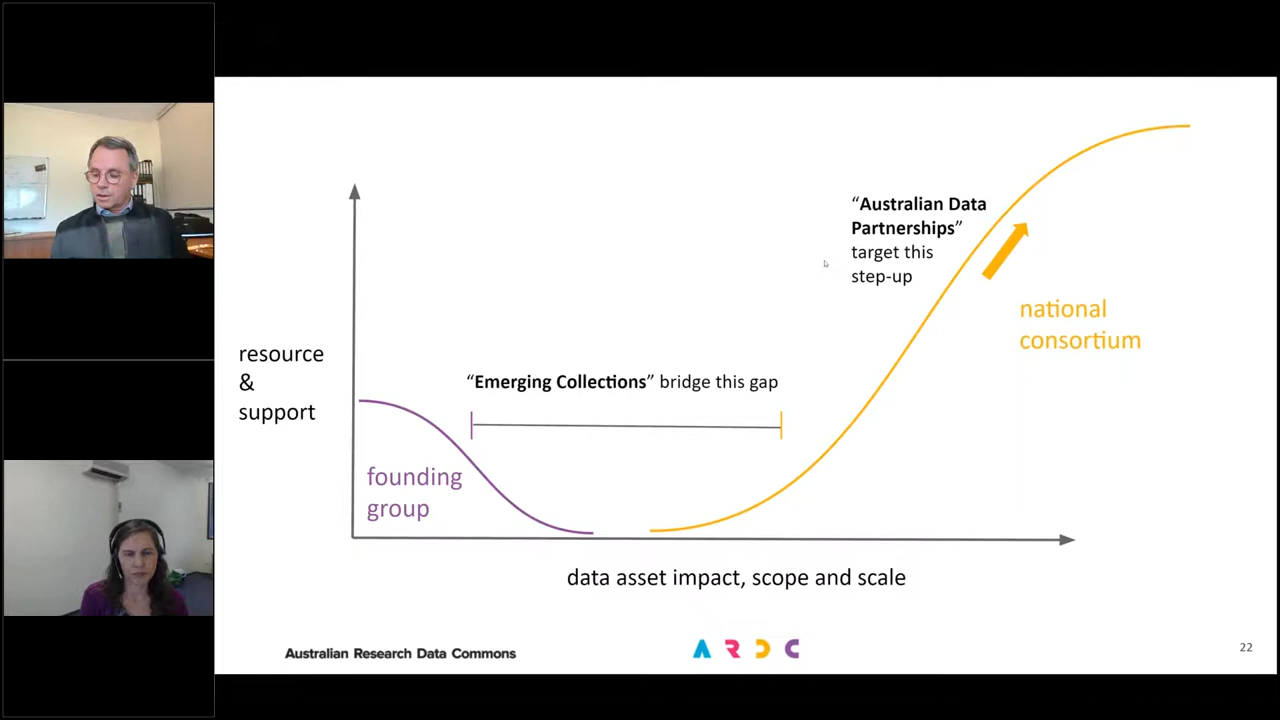 “Australian Data
Partnerships”
target this
step-up
national
consortium
resource
&
support
“Emerging Collections” bridge this gap
founding
group
data asset impact, scope and scale
Australian Research Data Commons
ARDC
22